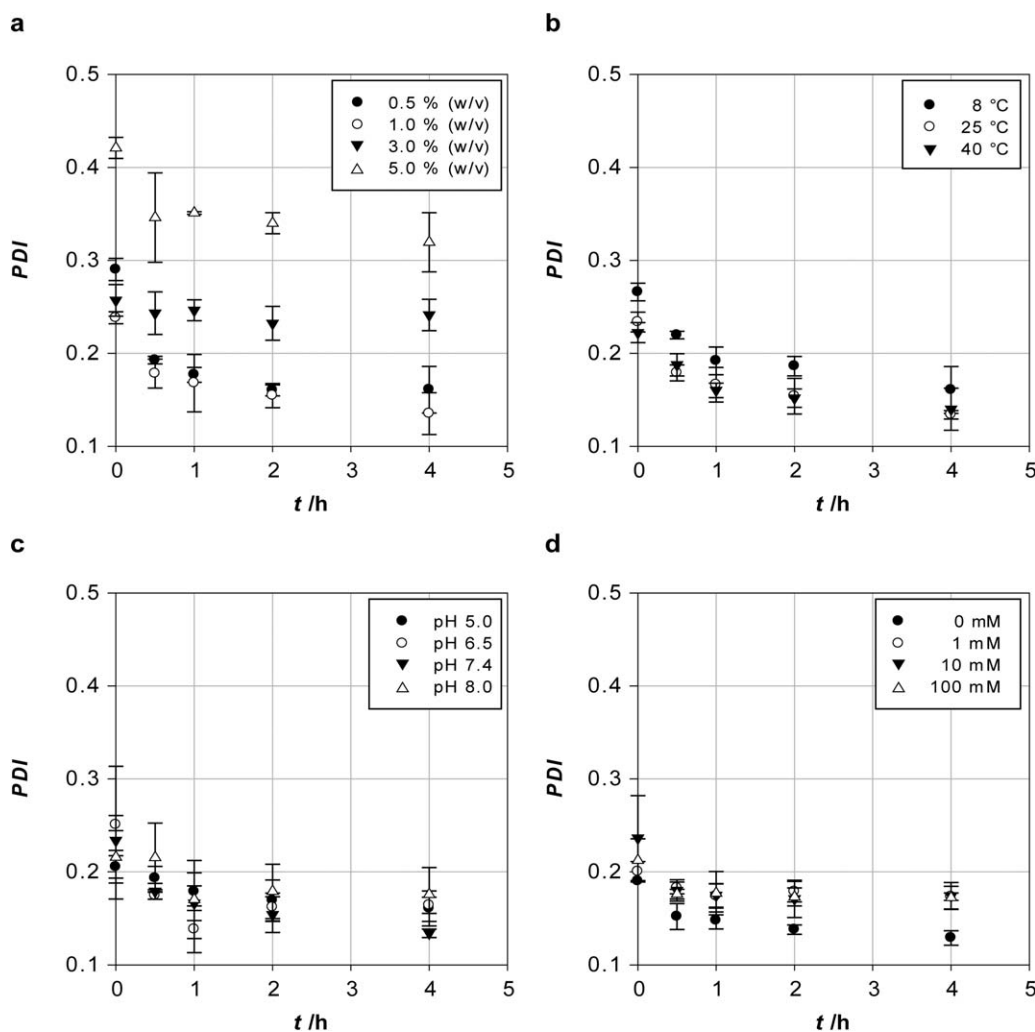 a
0.5
0.4
0.3
0.2
0.1
PDI
0 1 2 3 4 5
t /h
0.5 % (w/v)
1.0 % (w/v)
3.0 % (w/v)
5.0 % (w/v)
b
0.5
0.4
0.3
0.2
0.1
PDI
0 1 2 3 4 5
t /h
8 °C
25 °C
40 °C
c
0.5
0.4
0.3
0.2
0.1
PDI
0 1 2 3 4 5
t /h
pH 5.0
pH 6.5
pH 7.4
pH 8.0
d
0.5
0.4
0.3
0.2
0.1
PDI
0 1 2 3 4 5
t /h
0 mM
1 mM
10 mM
100 mM